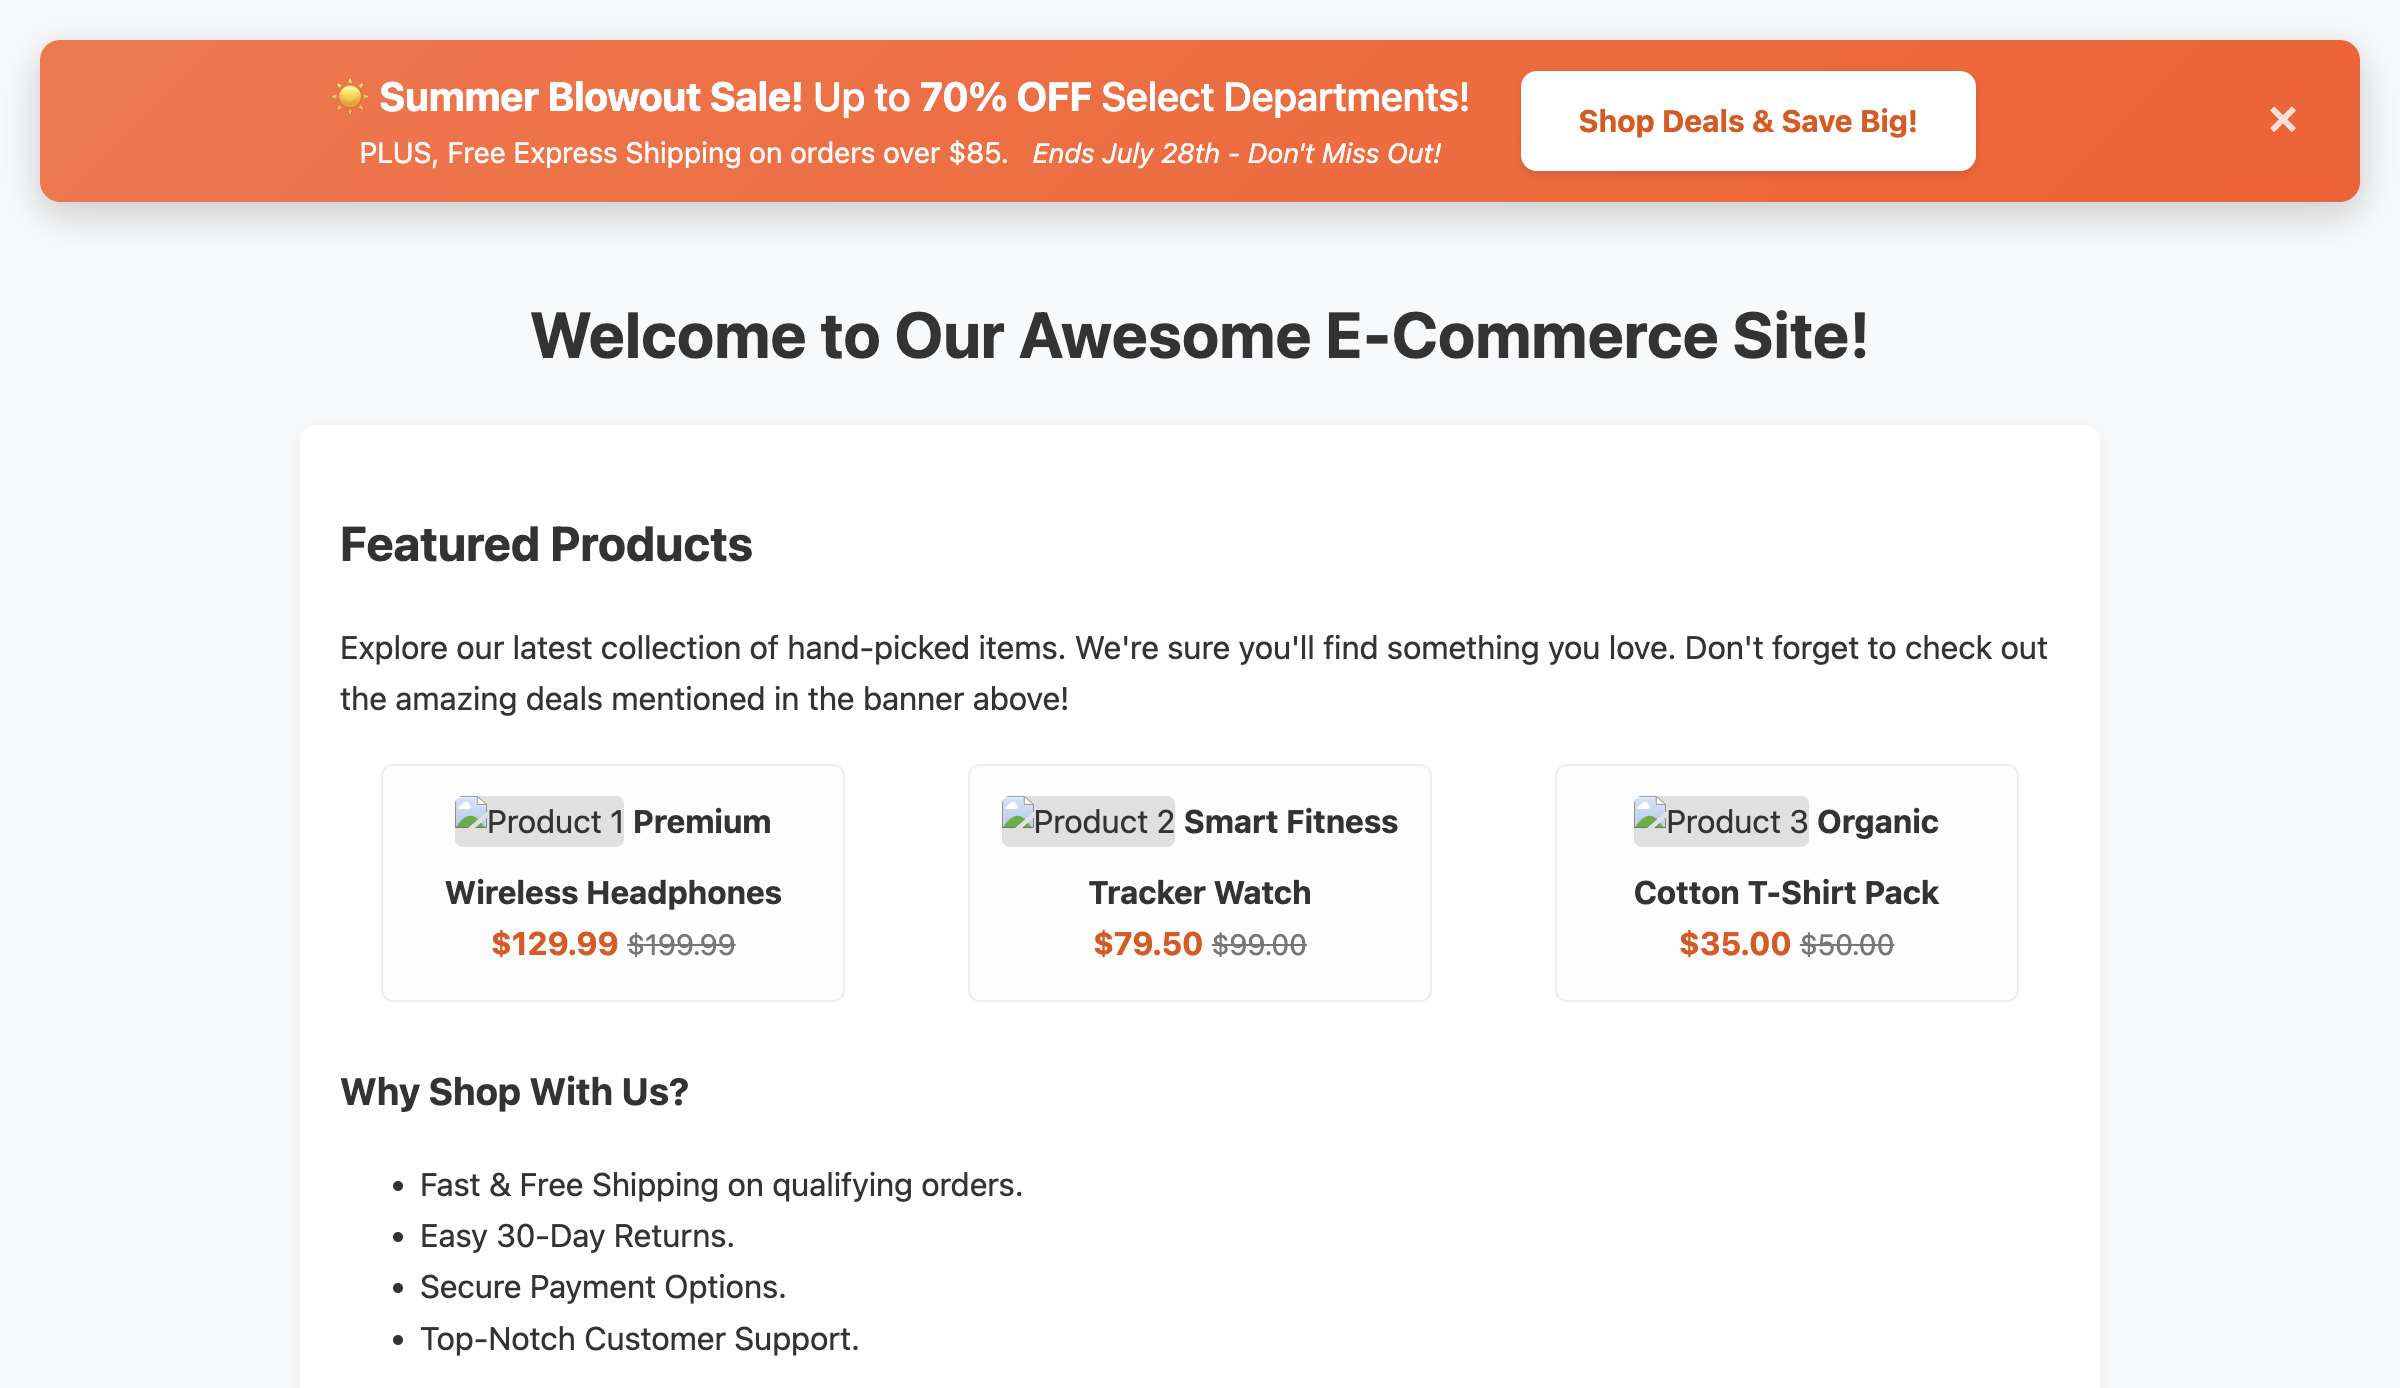 ☀️ Summer Blowout Sale! Up to 70% OFF Select Departments!
PLUS, Free Express Shipping on orders over $85. Ends July 28th - Don't Miss Out!
Shop Deals & Save Big!
×
Welcome to Our Awesome E-Commerce Site!
Featured Products
Explore our latest collection of hand-picked items. We're sure you'll find something you love. Don't forget to check out
the amazing deals mentioned in the banner above!
Product 1 Premium
Wireless Headphones
$129.99 $199.99
Product 2 Smart Fitness
Tracker Watch
$79.50 $99.00
Product 3 Organic
Cotton T-Shirt Pack
$35.00 $50.00
Why Shop With Us?
• Fast & Free Shipping on qualifying orders.
• Easy 30-Day Returns.
• Secure Payment Options.
• Top-Notch Customer Support.